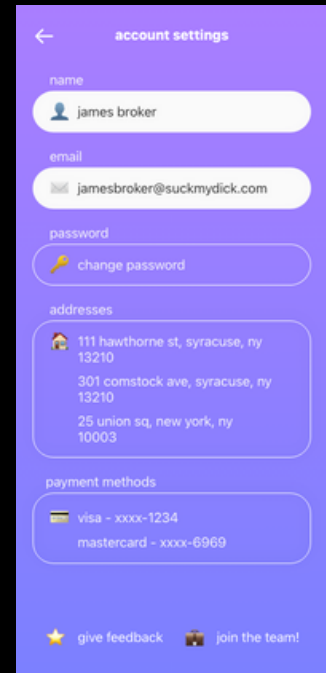 account settings
name
james broker
email
jamesbroker@suckmydick.com
password
change password
addresses
111 hawthorne st, syracuse, ny
13210
301 comstock ave, syracuse, ny
13210
25 union sq, new york, ny
10003
payment methods
visa - xxxx-1234
mastercard - xxxx-6969
give feedback
join the team!